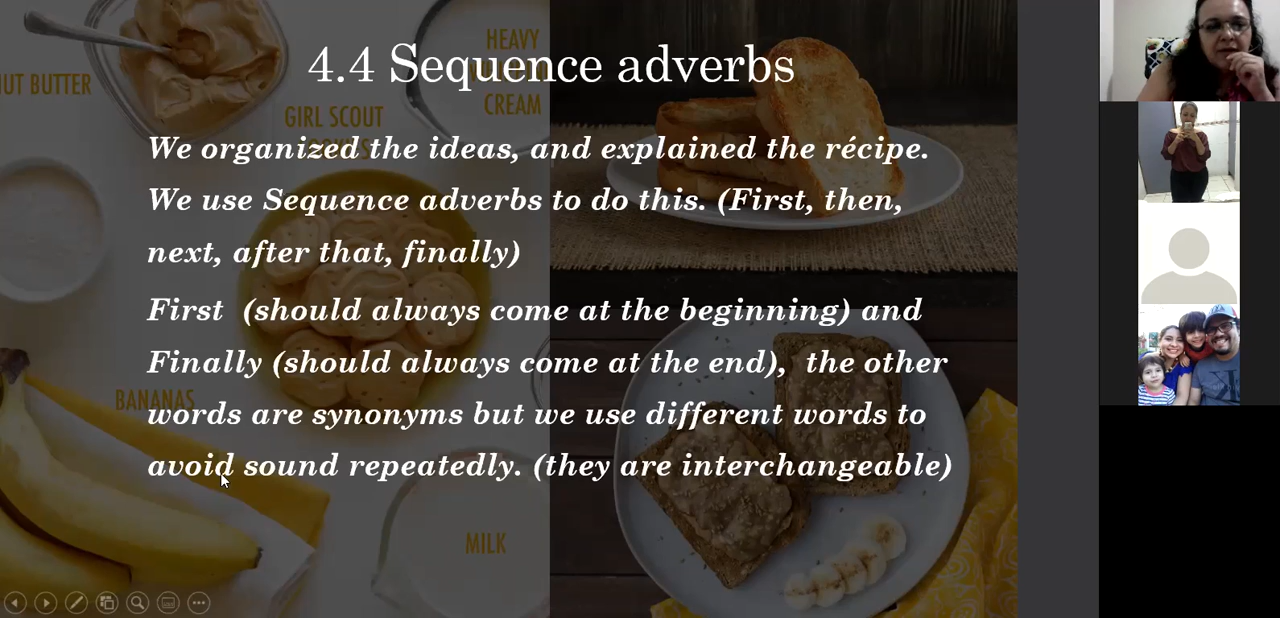 4.4 Sequence adverbs
We organized the ideas, and explained the récipe.
We use Sequence adverbs to do this. (First, then,
next, after that, finally)
First (should always come at the beginning) and
Finally (should always come at the end), the other
words are synonyms but we use different words to
avoid sound repeatedly. (they are interchangeable)
UT BUTTER
GIRL SCOUT
HEAVY
CREAM
BANANAS
MILK